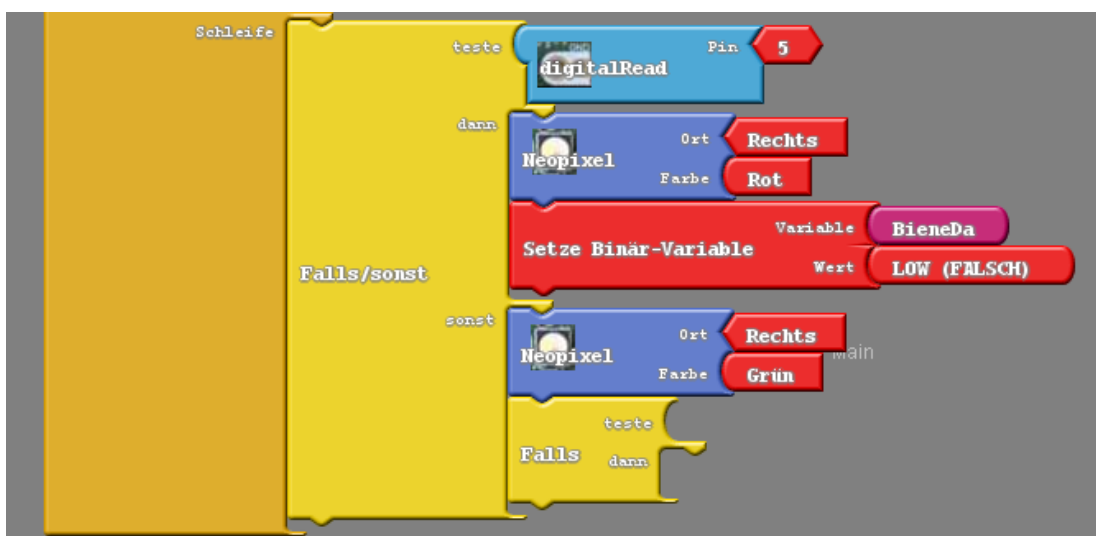 Schleife
teste
digitalRead
Pin
5
dann
Neopixel
Ort
Rechts
Farbe
Rot
Setze Binär-Variable
Variable
BieneDa
Wert
LOW (FALSCH)
Falls/sonst
sonst
Neopixel
Ort
Rechts
Main
Farbe
Grün
Falls
teste
dann